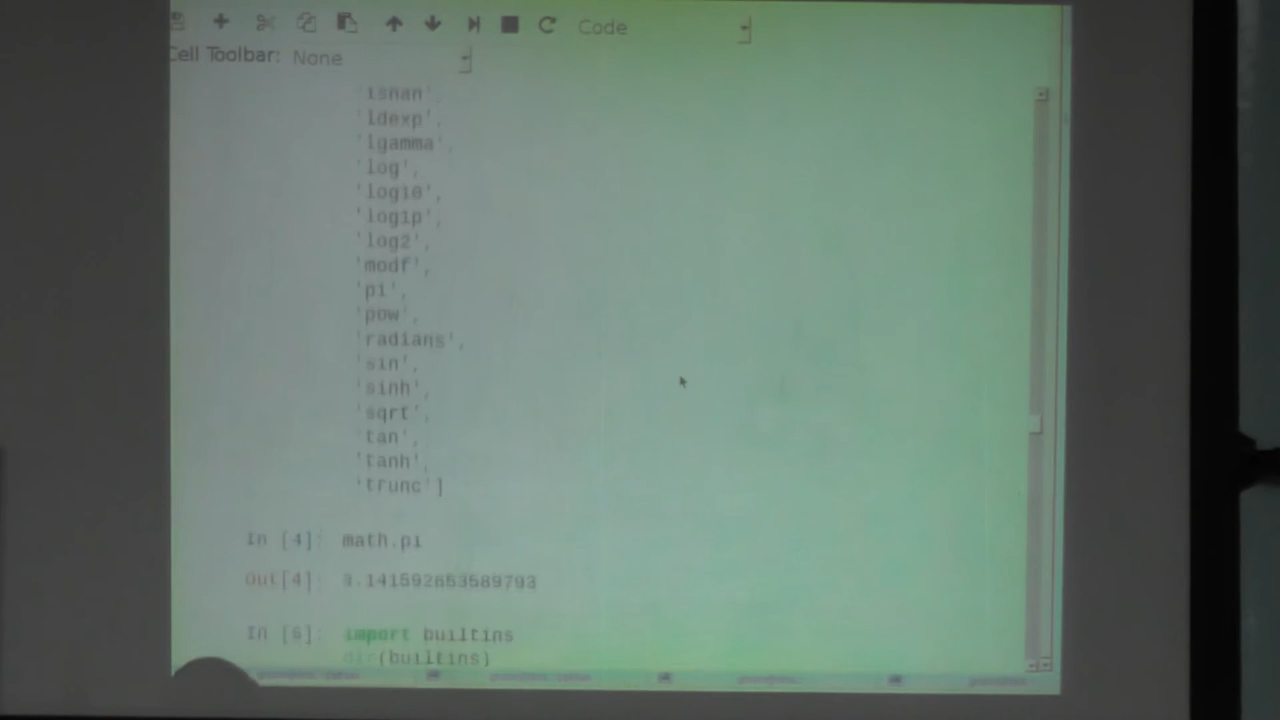 Code
Cell Toolbar: None
'isnan',
'ldexp',
'lgamma',
'log',
'log10',
'log1p',
'log2',
'modf',
'pi',
'pow',
'radians',
'sin',
'sinh',
'sqrt',
'tan',
'tanh',
'trunc']
In [4]: math.pi
Out[4]: 3.141592653589793
In [6]: import builtins
dir(builtins)